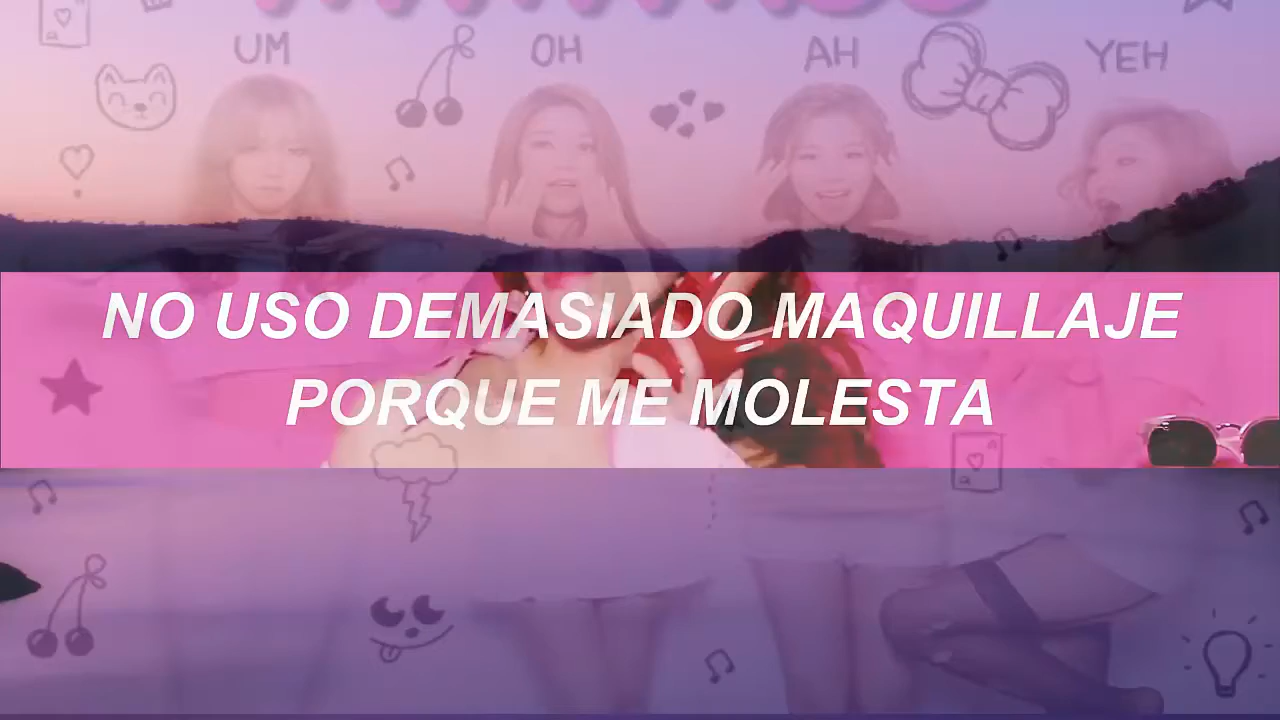 UM OH AH YEH
NO USO DEMASIADO MAQUILLAJE
PORQUE ME MOLESTA